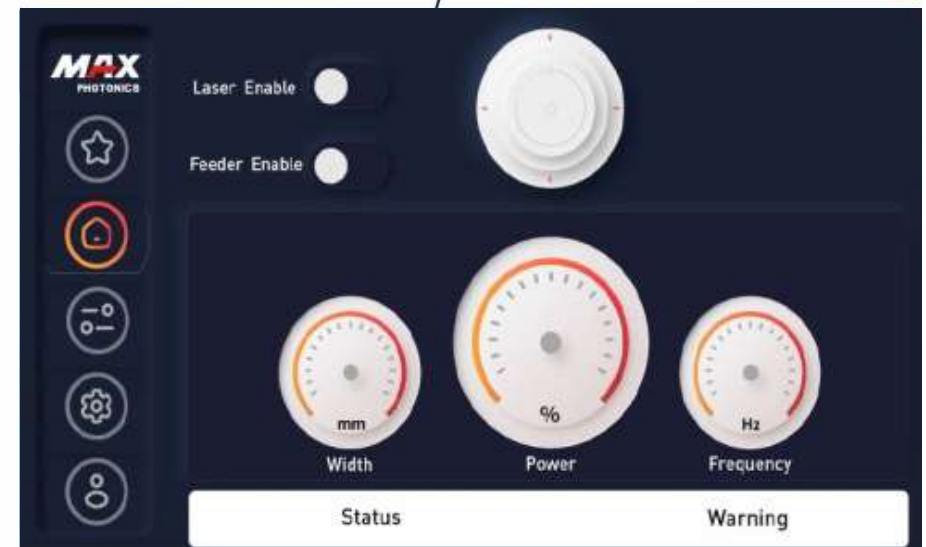 MAX
PHOTONICS
Laser Enable
Feeder Enable
mm
%
Hz
Width
Power
Frequency
Status
Warning